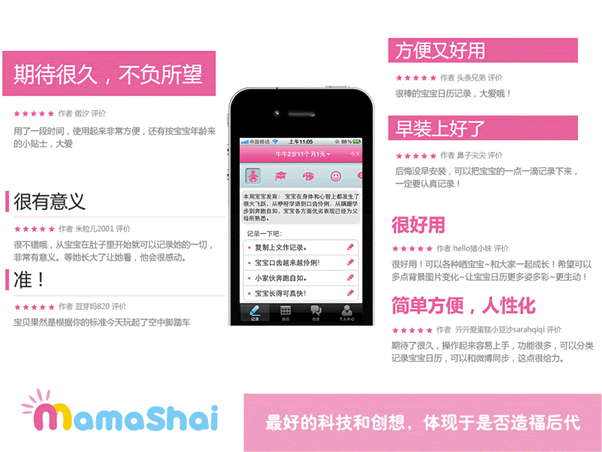 期待很久，不负所望
★★★★★ 作者 偌汐 评价
用了一段时间，使用起来非常方便，还有按宝宝年龄来
的小贴士，大爱
很有意义
★★★★★ 作者 米粒儿2001 评价
很不错哦，从宝宝在肚子里开始就可以记录她的一切，
非常有意义。等她长大了让她看，他会很感动。
准！
★★★★★ 作者 豆芽妈820 评价
宝贝果然是根据你的标准今天玩起了空中脚踏车
中国移动 上午11:05 88%
牛牛2岁11个月1天
今天
本周宝宝发育：宝宝在身体和心智上都发生了
很大飞跃，从咿呀学语到口齿伶俐，从蹒跚学
步到奔跑自如，宝宝各方面优劣表现已经为父
母所熟悉。
记录一下吧：
复制上文作记录。
宝宝口齿越来越伶俐！
小家伙奔跑自如。
宝宝长得可真快！
记录
个人中心
方便又好用
★★★★★ 作者 头条兄弟 评价
很棒的宝宝日历记录，大爱哦！
早装上好了
★★★★★ 作者 鼻子尖尖 评价
后悔没早安装，可以把宝宝的一点一滴记录下来，
一定要认真记录！
很好用
★★★★★ 作者 hello猫小妹 评价
很好用！可以各种晒宝宝~和大家一起成长！希望可以
多点背景图片变化~让宝宝日历更多姿多彩~更生动！
简单方便，人性化
★★★★★ 作者 开开爱蛋糕小豆沙sarahqiqi 评价
期待了很久，操作起来容易上手，功能很多，可以分类
记录宝宝日历，可以和微博同步，这点很给力。
mamaShai
最好的科技和创想，体现于是否造福后代